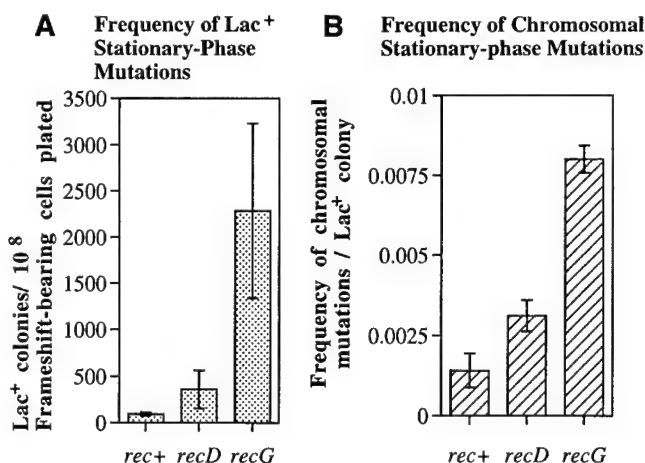 A Frequency of Lac+
Stationary-Phase
Mutations
Lac+ colonies/ 10 8
Frameshift-bearing cells plated
3500
3000
2500
2000
1500
1000
500
0
rec+ recD recG
B Frequency of Chromosomal
Stationary-phase Mutations
Frequency of chromosomal
mutations / Lac+ colony
0.01
0.0075
0.005
0.0025
0
rec+ recD recG